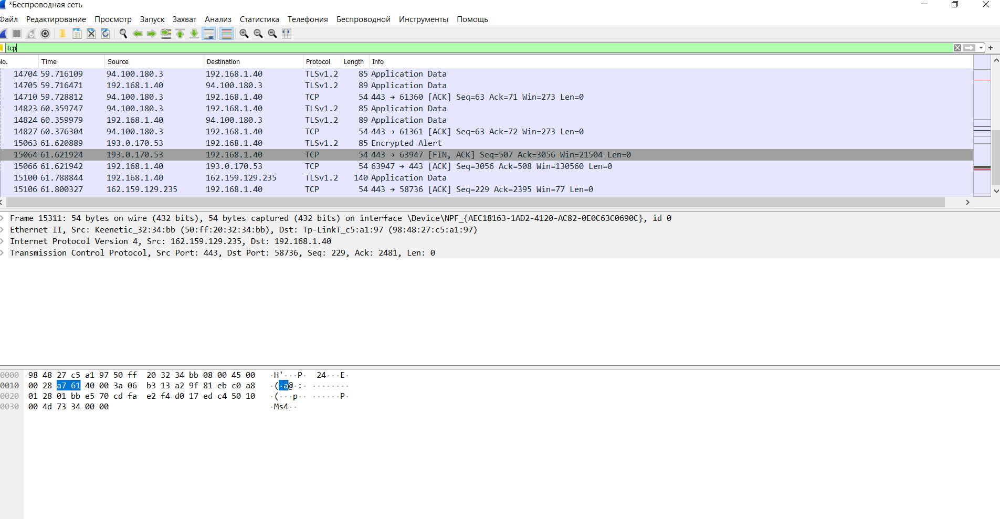 *Беспроводная сеть
Файл Редактирование Просмотр Запуск Захват Анализ Статистика Телефония Беспроводной Инструменты Помощь
tcp
No. Time Source Destination Protocol Length Info
14704 59.716109 94.100.180.3 192.168.1.40 TLSv1.2 85 Application Data
14705 59.716471 192.168.1.40 94.100.180.3 TLSv1.2 89 Application Data
14710 59.728812 94.100.180.3 192.168.1.40 TCP 54 443 → 61360 [ACK] Seq=63 Ack=71 Win=273 Len=0
14823 60.359747 94.100.180.3 192.168.1.40 TLSv1.2 85 Application Data
14824 60.359979 192.168.1.40 94.100.180.3 TLSv1.2 89 Application Data
14827 60.376304 94.100.180.3 192.168.1.40 TCP 54 443 → 61361 [ACK] Seq=63 Ack=72 Win=273 Len=0
15063 61.620889 193.0.170.53 192.168.1.40 TLSv1.2 85 Encrypted Alert
15064 61.621924 193.0.170.53 192.168.1.40 TCP 54 443 → 63947 [FIN, ACK] Seq=507 Ack=3056 Win=21504 Len=0
15066 61.621942 192.168.1.40 193.0.170.53 TCP 54 63947 → 443 [ACK] Seq=3056 Ack=508 Win=130560 Len=0
15100 61.788844 192.168.1.40 162.159.129.235 TLSv1.2 140 Application Data
15106 61.800327 162.159.129.235 192.168.1.40 TCP 54 443 → 58736 [ACK] Seq=229 Ack=2395 Win=77 Len=0
Frame 15311: 54 bytes on wire (432 bits), 54 bytes captured (432 bits) on interface \Device\NPF_{AEC18163-1AD2-4120-AC82-0E0C63C0690C}, id 0
Ethernet II, Src: Keenetic_32:34:bb (50:ff:20:32:34:bb), Dst: Tp-LinkT_c5:a1:97 (98:48:27:c5:a1:97)
Internet Protocol Version 4, Src: 162.159.129.235, Dst: 192.168.1.40
Transmission Control Protocol, Src Port: 443, Dst Port: 58736, Seq: 229, Ack: 2481, Len: 0
0000 98 48 27 c5 a1 97 50 ff 20 32 34 bb 08 00 45 00 ·H'···P· 24···E·
0010 00 28 a7 61 40 00 3a 06 b3 13 a2 9f 81 eb c0 a8 ·(·a@·:· ········
0020 01 28 01 bb e5 70 cd fa e2 f4 d0 17 ed c4 50 10 ·(···p·· ······P·
0030 00 4d 73 34 00 00 ·Ms4··